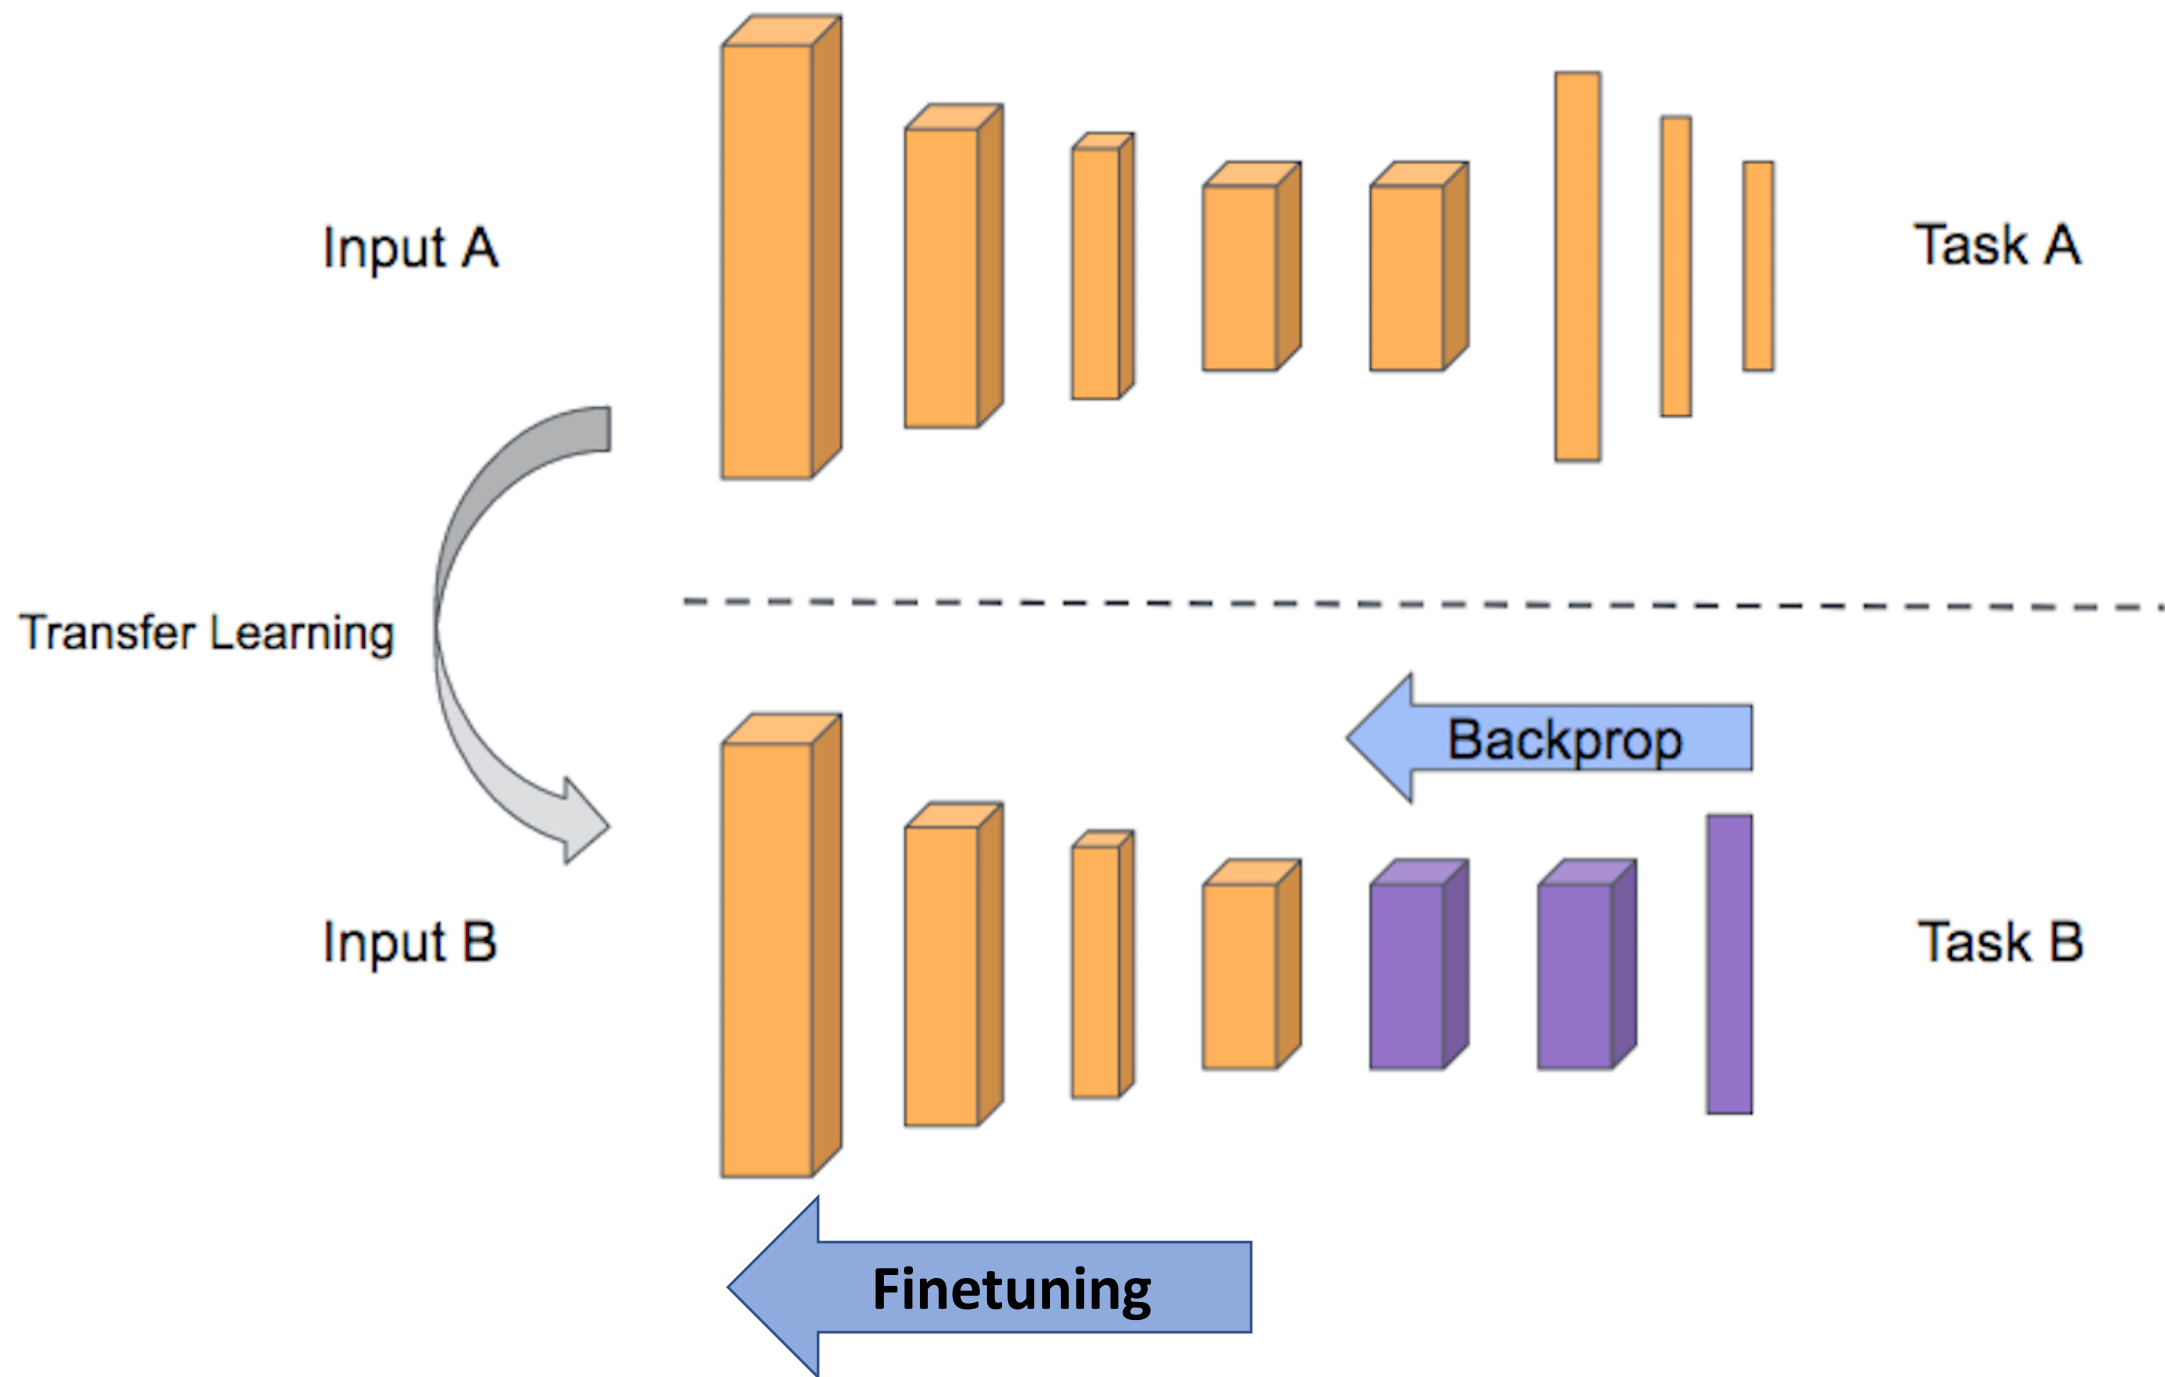 Input A
Task A
Transfer Learning
Backprop
Input B
Task B
Finetuning